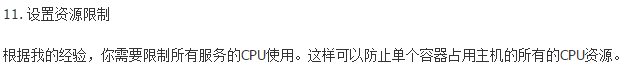 11. 设置资源限制
根据我的经验，你需要限制所有服务的CPU使用。这样可以防止单个容器占用主机的所有的CPU资源。